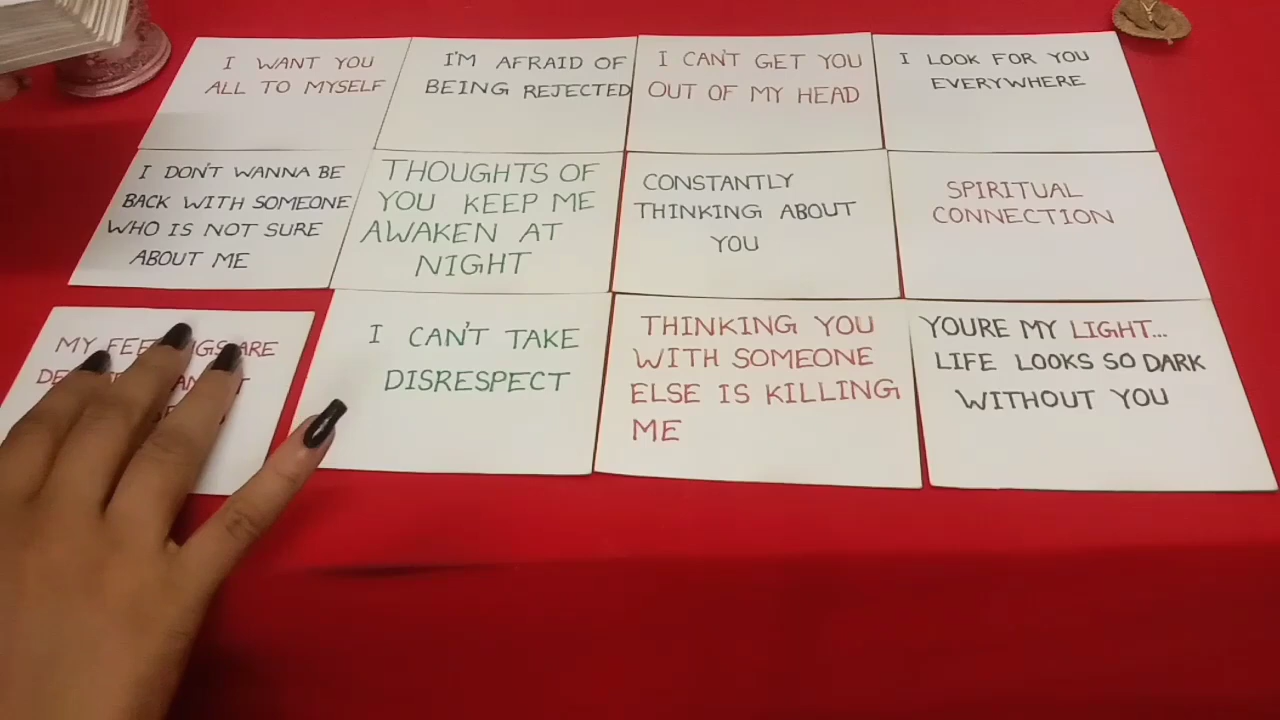 I WANT YOU
ALL TO MYSELF
I'M AFRAID OF
BEING REJECTED
I CAN'T GET YOU
OUT OF MY HEAD
I LOOK FOR YOU
EVERYWHERE
I DON'T WANNA BE
BACK WITH SOMEONE
WHO IS NOT SURE
ABOUT ME
THOUGHTS OF
YOU KEEP ME
AWAKEN AT
NIGHT
CONSTANTLY
THINKING ABOUT
YOU
SPIRITUAL
CONNECTION
MY ARE
I CAN'T TAKE
DISRESPECT
THINKING YOU
WITH SOMEONE
ELSE IS KILLING
ME
YOURE MY LIGHT...
LIFE LOOKS SO DARK
WITHOUT YOU